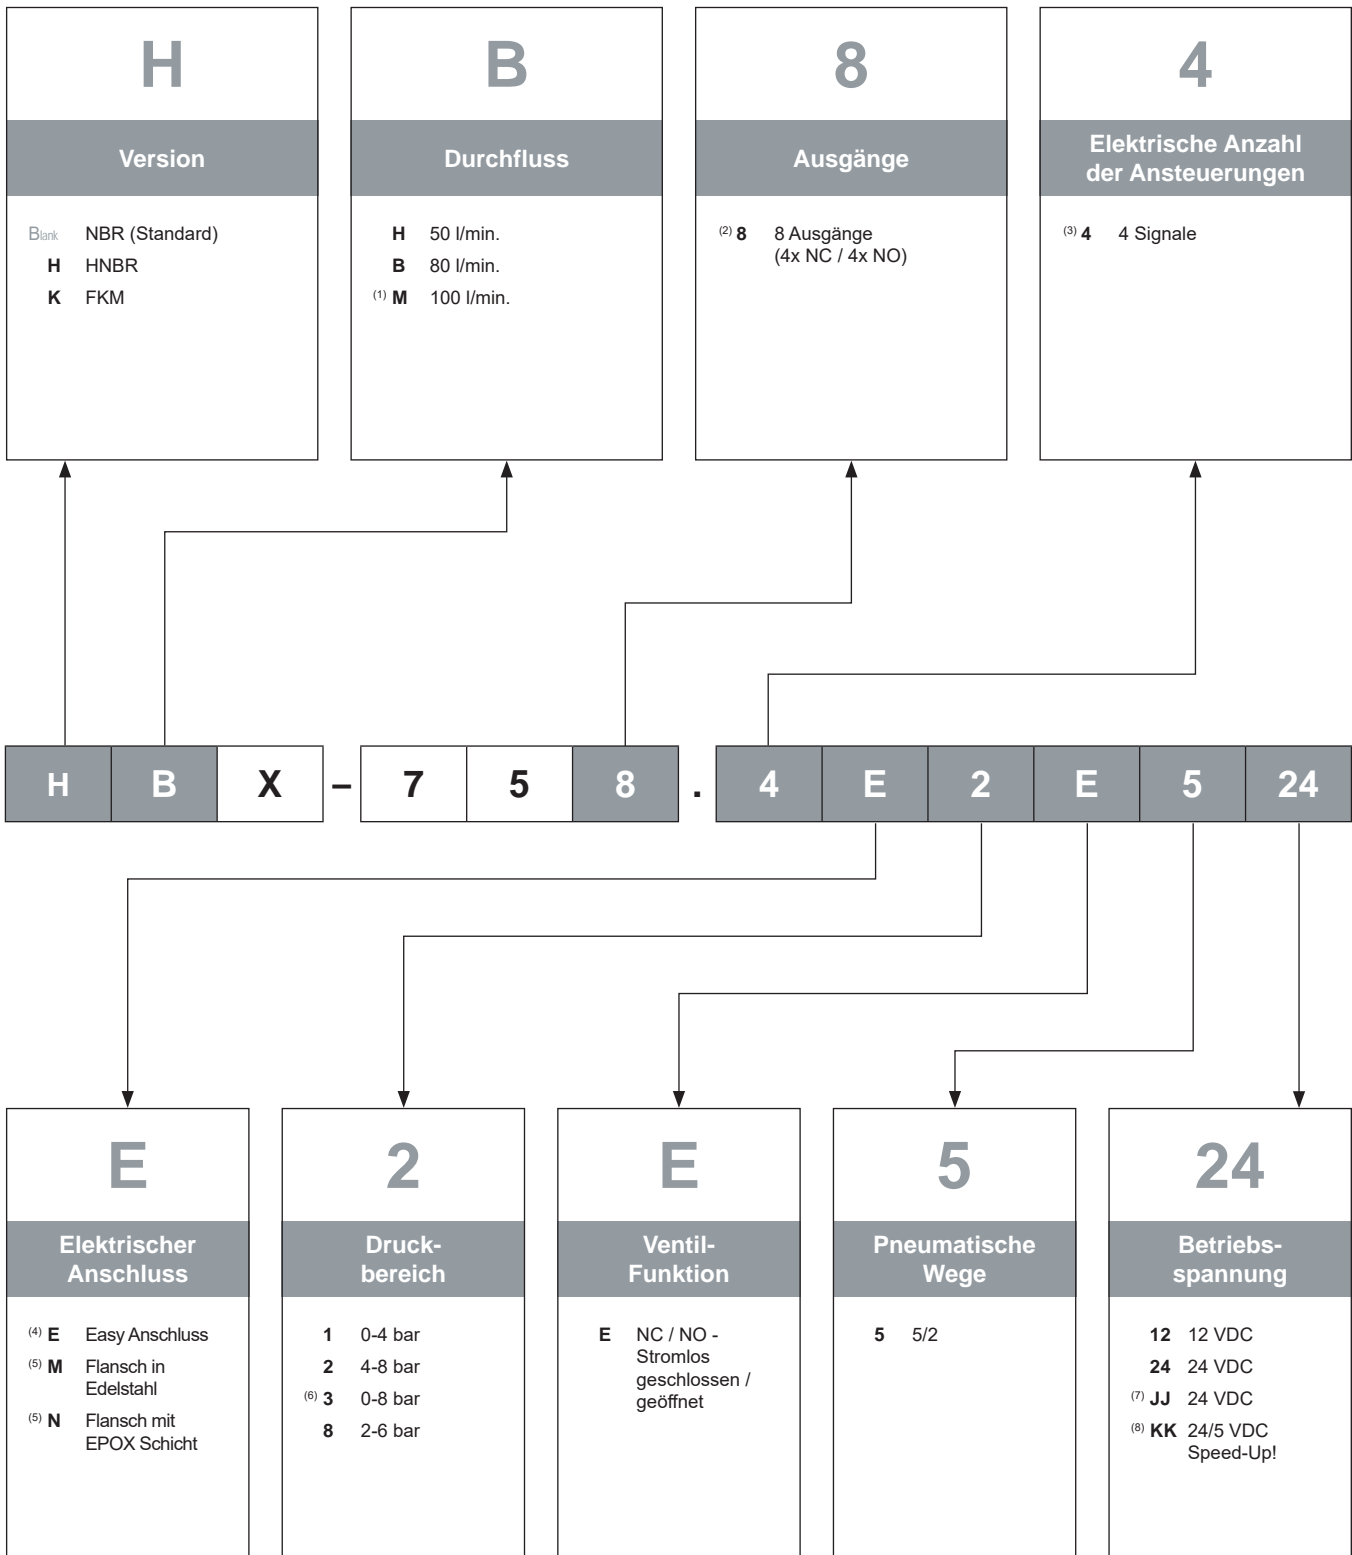 H
Version
Blank NBR (Standard)
H HNBR
K FKM
B
Durchfluss
H 50 l/min.
B 80 l/min.
(1) M 100 l/min.
8
Ausgänge
(2) 8 8 Ausgänge
(4x NC / 4x NO)
4
Elektrische Anzahl
der Ansteuerungen
(3) 4 4 Signale
H B X – 7 5 8 . 4 E 2 E 5 24
E
Elektrischer
Anschluss
(4) E Easy Anschluss
(5) M Flansch in
Edelstahl
(5) N Flansch mit
EPOX Schicht
2
Druck-
bereich
1 0-4 bar
2 4-8 bar
(6) 3 0-8 bar
8 2-6 bar
E
Ventil-
Funktion
E NC / NO -
Stromlos
geschlossen /
geöffnet
5
Pneumatische
Wege
5 5/2
24
Betriebs-
spannung
12 12 VDC
24 24 VDC
(7) JJ 24 VDC
(8) KK 24/5 VDC
Speed-Up!